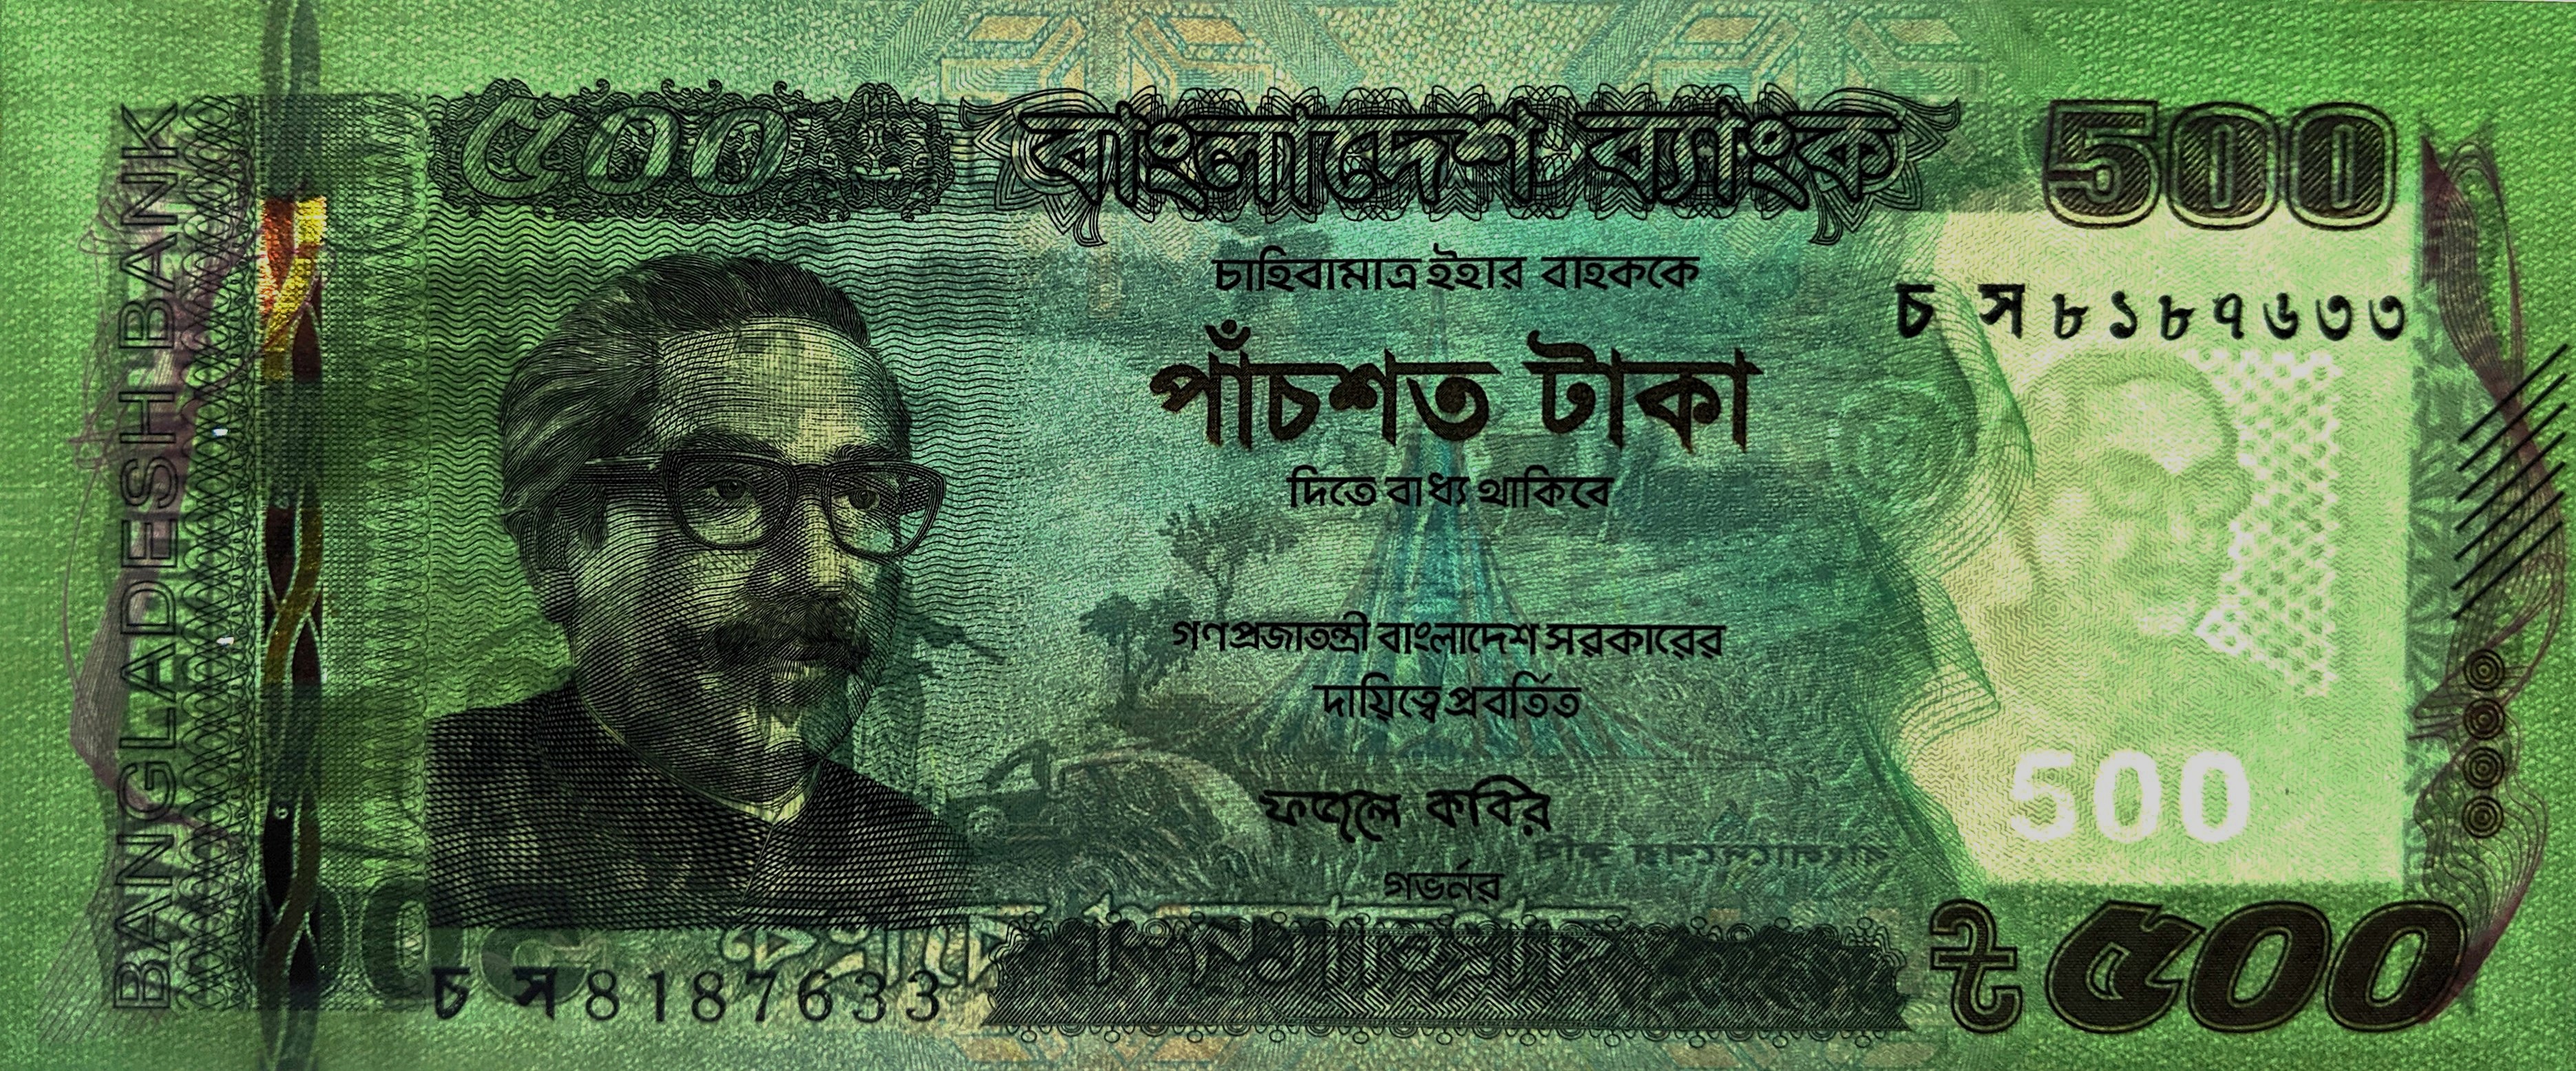 BANGLADESH BANK
৫০০
বাংলাদেশ ব্যাংক
500
চাহিবামাত্র ইহার বাহককে
চ স ৮১৮৭৬৩৩
পাঁচশত টাকা
দিতে বাধ্য থাকিবে
গণপ্রজাতন্ত্রী বাংলাদেশ সরকারের
দায়িত্বে প্রবর্তিত
500
ফজলে কবির
গভর্নর
চ স 8187633
৳ ৫০০